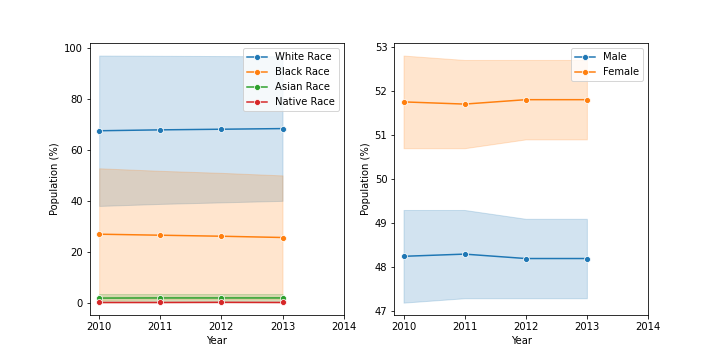 100
80
60
40
20
0
Population (%)
2010 2011 2012 2013 2014
Year
White Race
Black Race
Asian Race
Native Race
53
52
51
50
49
48
47
Population (%)
2010 2011 2012 2013 2014
Year
Male
Female